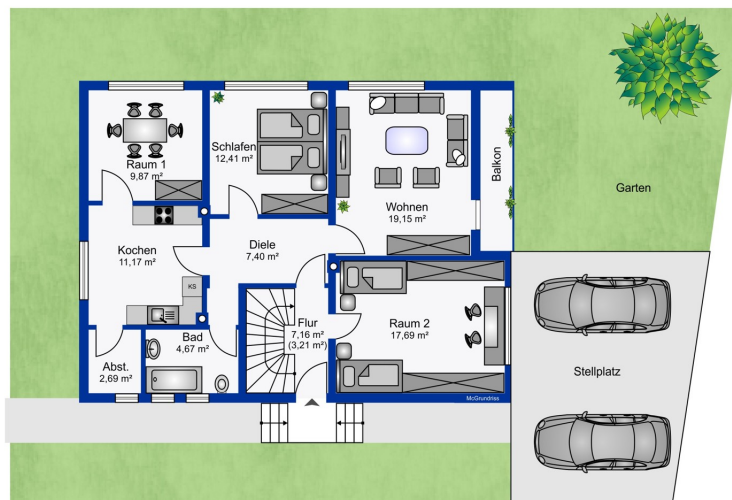 Raum 1
9,87 m²
Schlafen
12,41 m²
Wohnen
19,15 m²
Balkon
Garten
Kochen
11,17 m²
Diele
7,40 m²
KS
Bad
4,67 m²
Abst.
2,69 m²
Flur
7,16 m²
(3,21 m²)
Raum 2
17,69 m²
Stellplatz
McGrundriss